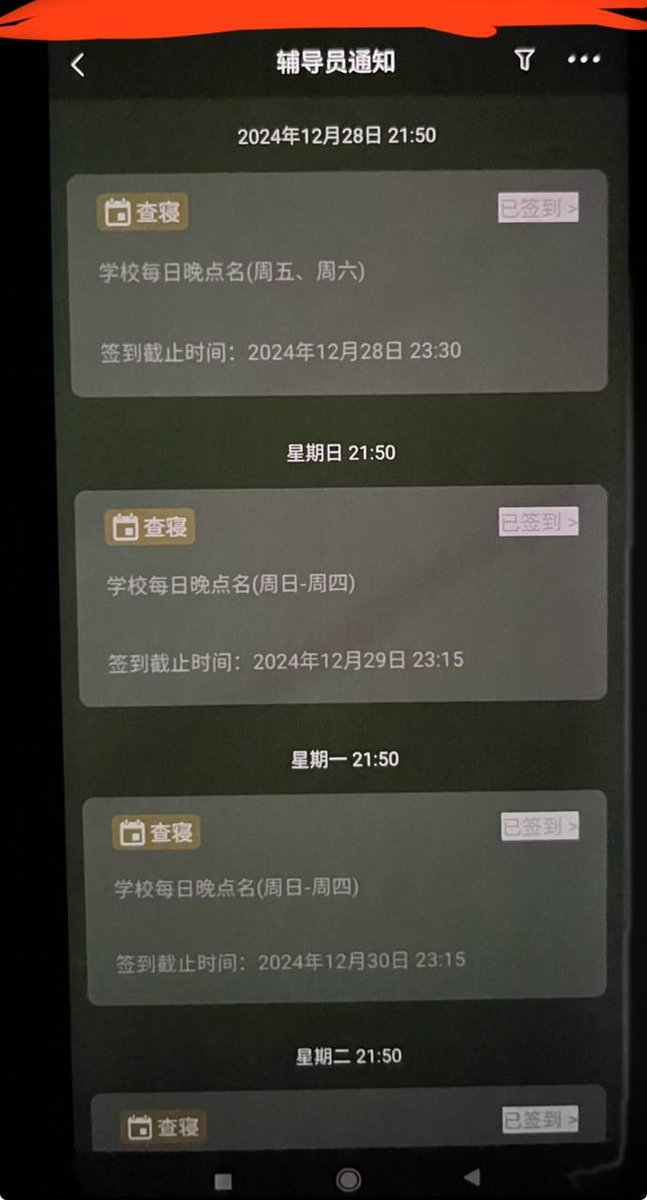 辅导员通知
2024年12月28日 21:50
查寝
已签到 >
学校每日晚点名(周五、周六)
签到截止时间：2024年12月28日 23:30
星期日 21:50
查寝
已签到 >
学校每日晚点名(周日-周四)
签到截止时间：2024年12月29日 23:15
星期一 21:50
查寝
已签到 >
学校每日晚点名(周日-周四)
签到截止时间：2024年12月30日 23:15
星期二 21:50
查寝
已签到 >